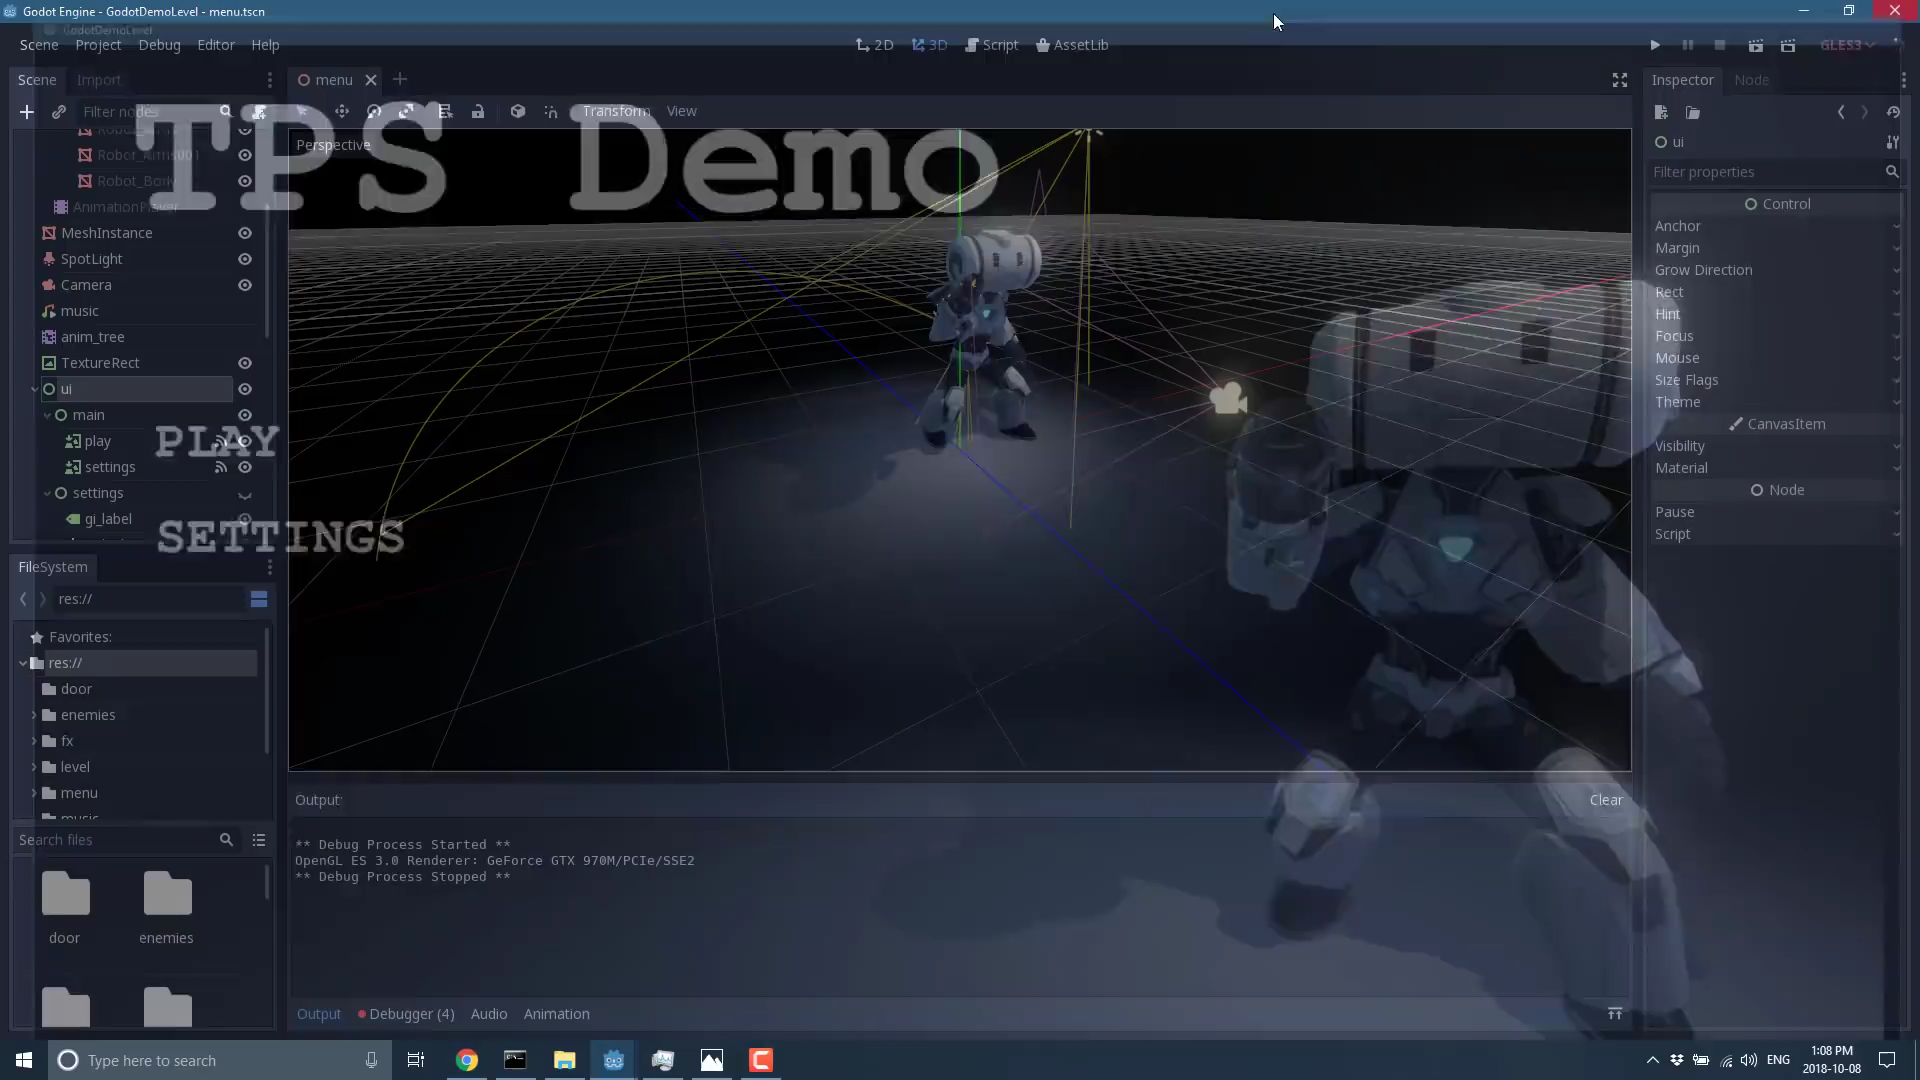 Godot Engine - GodotDemoLevel - menu.tscn
GodotDemoLevel
Scene Project Debug Editor Help
2D 3D Script AssetLib
GLES3
Scene Import
menu
Inspector Node
Filter nodes
Transform View
TPS Demo
Perspective
ui
Robot_Body
Filter properties
AnimationPlayer
Control
MeshInstance
Anchor
SpotLight
Margin
Camera
Grow Direction
music
Rect
anim_tree
Hint
TextureRect
Focus
ui
Mouse
main
Size Flags
play
Theme
settings
CanvasItem
PLAY
Visibility
settings
Material
gi_label
Node
SETTINGS
Pause
Script
FileSystem
res://
Favorites:
res://
door
enemies
fx
level
menu
music
Output:
Clear
Search files
** Debug Process Started **
OpenGL ES 3.0 Renderer: GeForce GTX 970M/PCIe/SSE2
** Debug Process Stopped **
door enemies
Output Debugger (4) Audio Animation
Type here to search
ENG
1:08 PM
2018-10-08